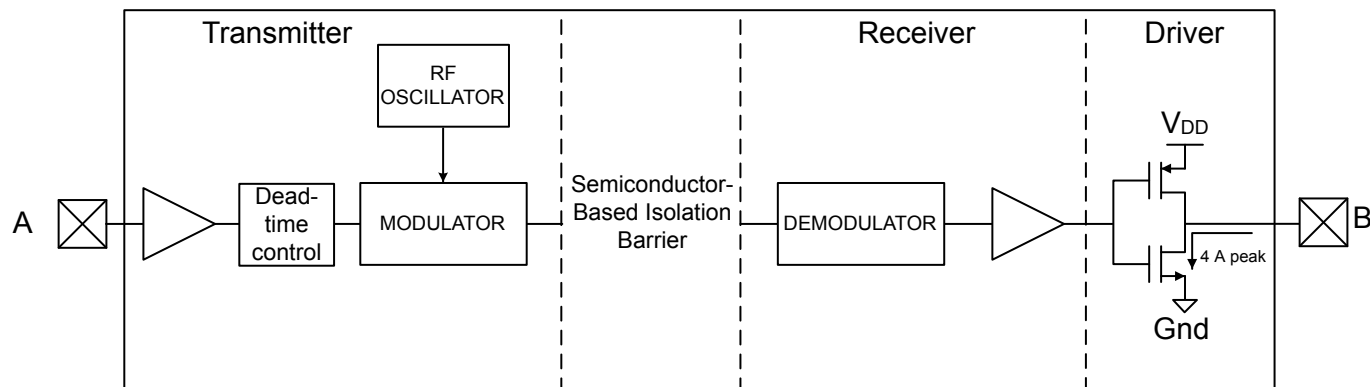 Transmitter
Receiver
Driver
RF
OSCILLATOR
VDD
A
Dead-
time
control
MODULATOR
Semiconductor-
Based Isolation
Barrier
DEMODULATOR
B
4 A peak
Gnd